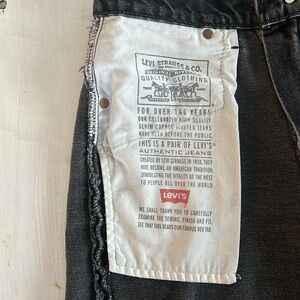 LEVI STRAUSS & CO.
QUALITY CLOTHING
FOR OVER 140 YEARS
OUR CELEBRATED HIGH QUALITY
DENIM COPPER RIVETED JEANS
HAVE BEEN BEFORE THE PUBLIC
THIS IS A PAIR OF LEVI'S
AUTHENTIC JEANS
CREATED BY LEVI STRAUSS IN 1850, THEY
HAVE BECOME AN AMERICAN TRADITION,
SYMBOLIZING THE VITALITY OF THE WEST
TO PEOPLE ALL OVER THE WORLD
LEVI'S
WE SHALL THANK YOU TO CAREFULLY
EXAMINE THE SEWING, FINISH AND FIT.
SEE THAT THIS BEARS OUR FAMOUS RED TAB.